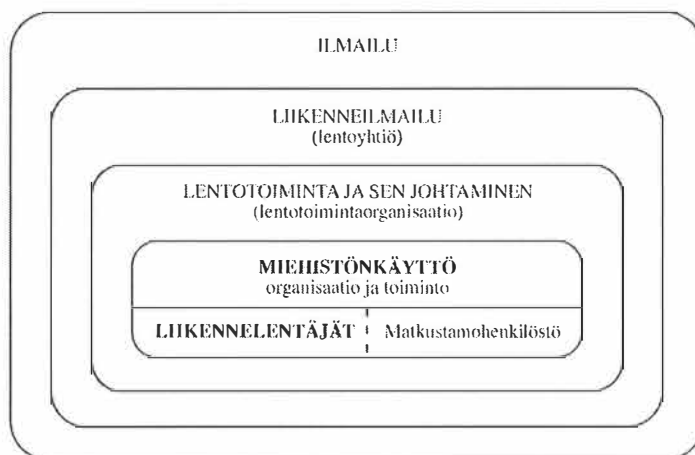 ILMAILU
LIIKENNEILMAILU
(lentoyhtiö)
LENTOTOIMINTA JA SEN JOHTAMINEN
(lentotoimintaorganisaatio)
MIEHISTÖNKÄYTTÖ
organisaatio ja toiminto
LIIKENNELENTÄJÄT Matkustamohenkilöstö